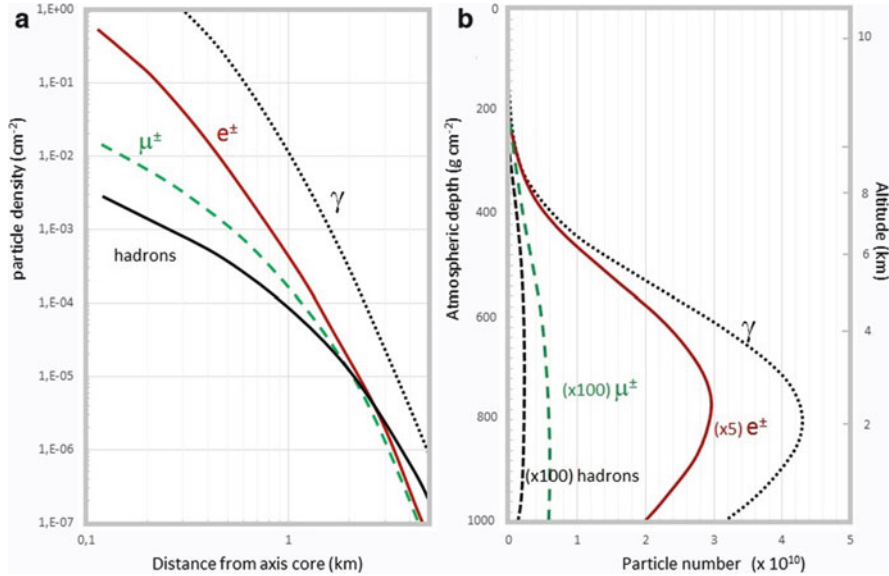 a
1,E+00
1,E-01
1,E-02
1,E-03
1,E-04
1,E-05
1,E-06
1,E-07
particle density (cm-2)
μ±
e±
γ
hadrons
0,1
1
Distance from axis core (km)
b
0
200
400
600
800
1000
Atmospheric depth (g cm-2)
10
8
6
4
2
Altitude (km)
γ
(x100) μ±
(x5) e±
(x100) hadrons
0
1
2
3
4
5
Particle number (x 10¹⁰)